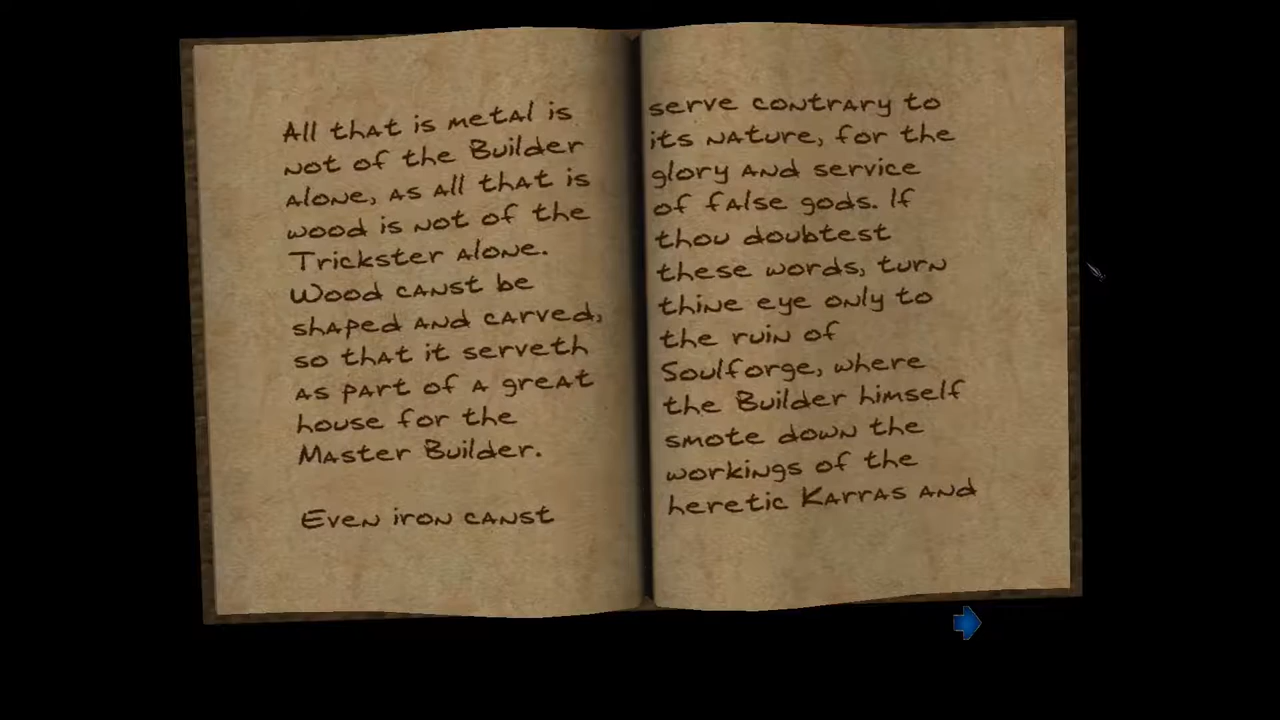 All that is metal is
not of the Builder
alone, as all that is
wood is not of the
Trickster alone.
Wood canst be
shaped and carved,
so that it serveth
as part of a great
house for the
Master Builder.
Even iron canst
serve contrary to
its nature, for the
glory and service
of false gods. If
thou doubtest
these words, turn
thine eye only to
the ruin of
Soulforge, where
the Builder himself
smote down the
workings of the
heretic Karras and